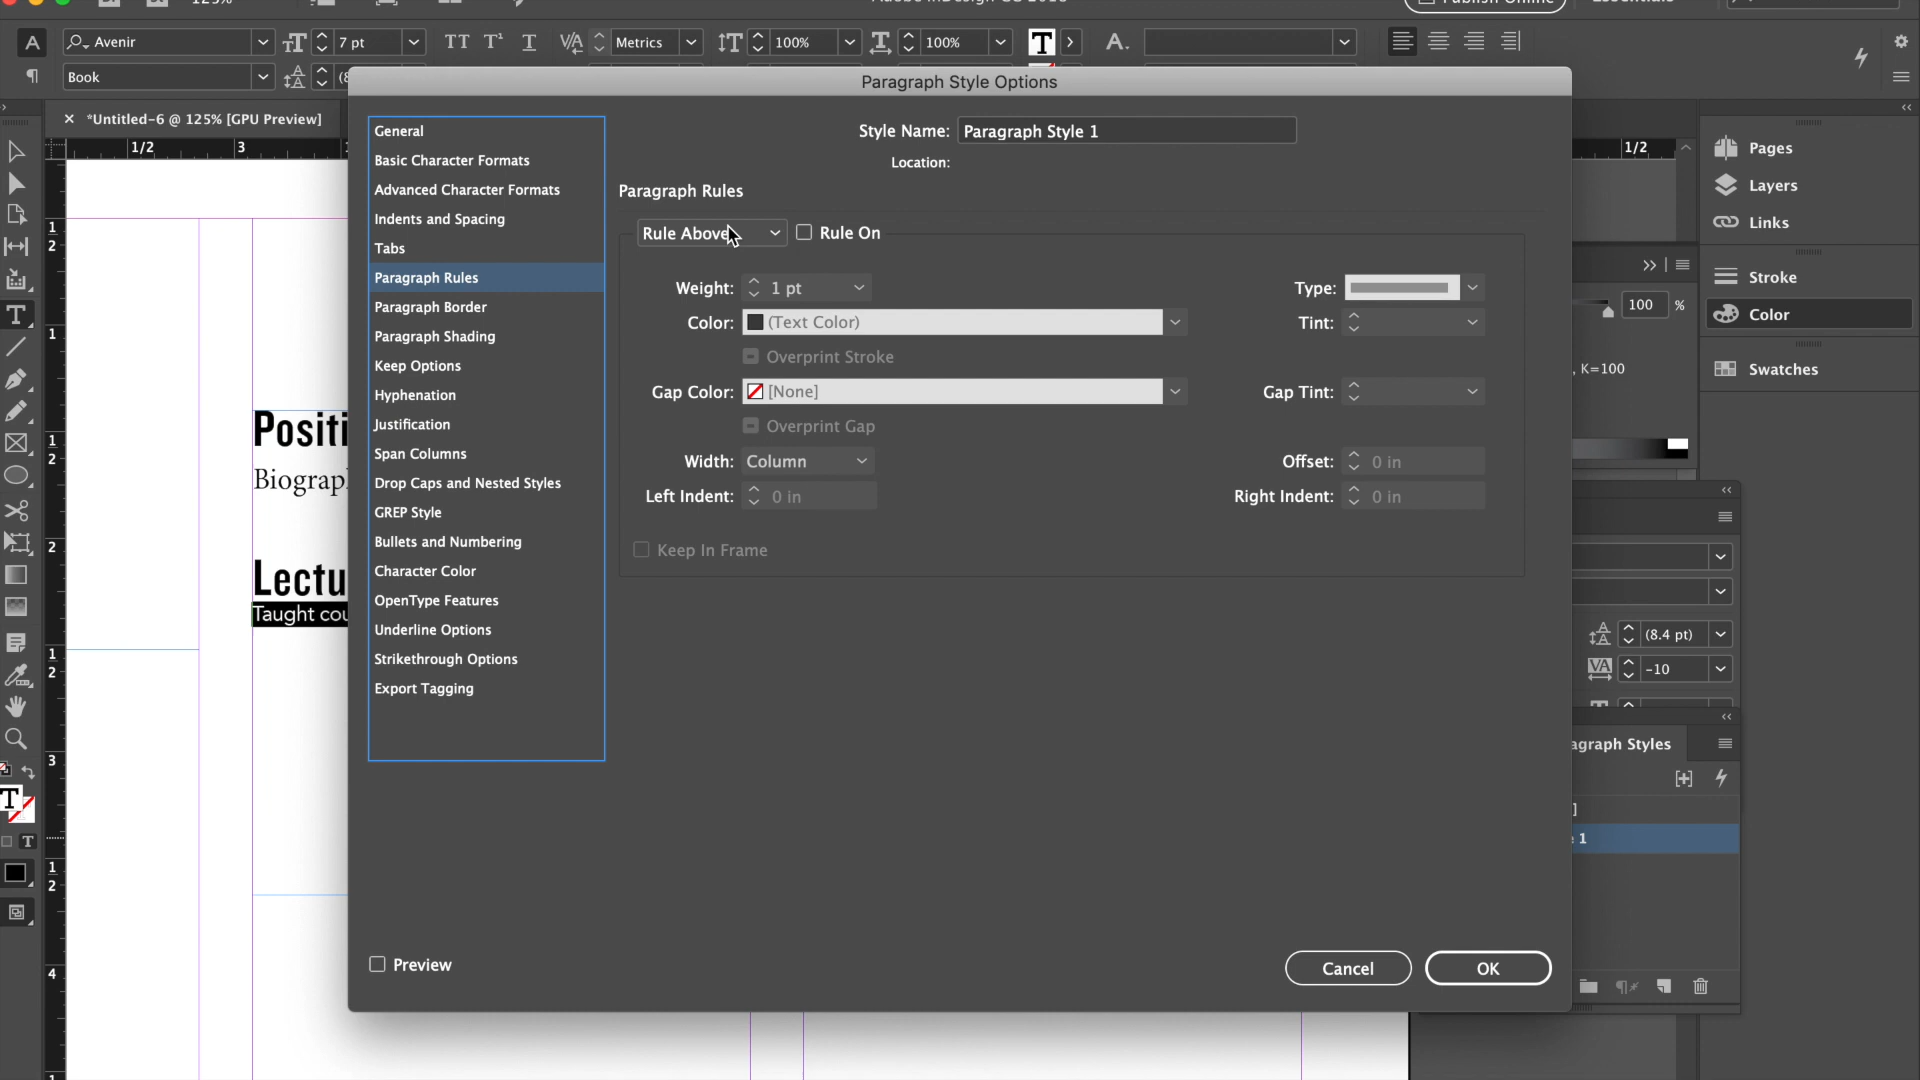 Avenir
7 pt
Metrics
100%
100%
Book
Paragraph Style Options
*Untitled-6 @ 125% [GPU Preview]
1/2
3
1/2
General
Basic Character Formats
Advanced Character Formats
Indents and Spacing
Tabs
Paragraph Rules
Paragraph Border
Paragraph Shading
Keep Options
Hyphenation
Justification
Span Columns
Drop Caps and Nested Styles
GREP Style
Bullets and Numbering
Character Color
OpenType Features
Underline Options
Strikethrough Options
Export Tagging
Style Name: Paragraph Style 1
Location:
Paragraph Rules
Rule Above
Rule On
Weight: 1 pt
Type:
Color: (Text Color)
Tint:
Overprint Stroke
Gap Color: [None]
Gap Tint:
Overprint Gap
Width: Column
Offset: 0 in
Left Indent: 0 in
Right Indent: 0 in
Keep In Frame
Preview
Cancel
OK
Positi
Biograp
Lectu
Taught cou
Pages
Layers
Links
Stroke
Color
Swatches
100 %
, K=100
(8.4 pt)
-10
agraph Styles
]
1